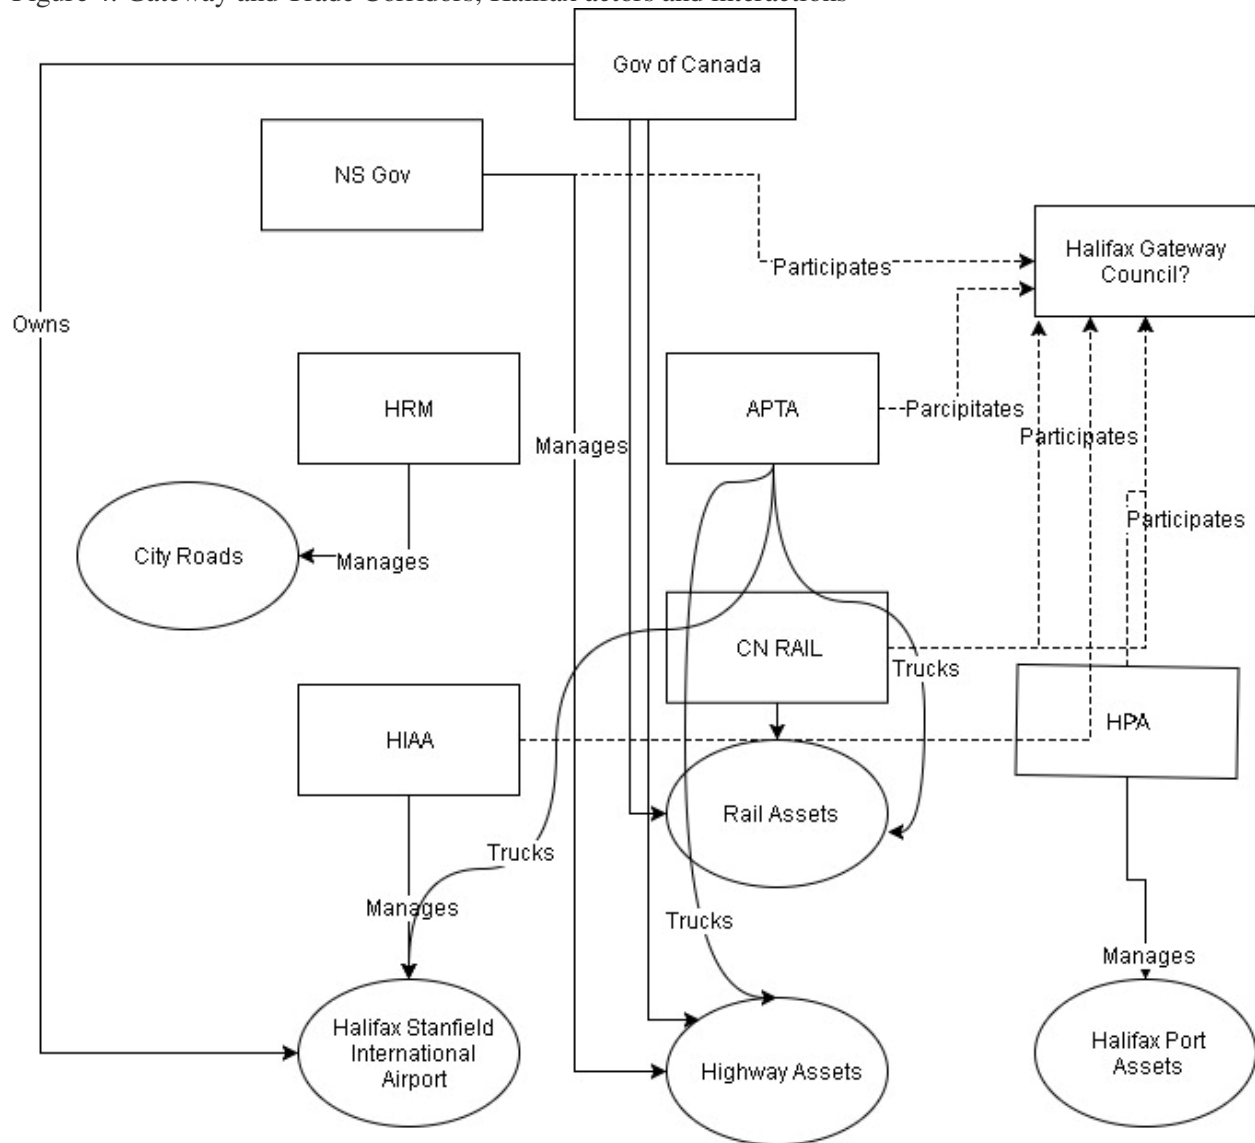 Figure 4. Gateway and Trade Corridors, Halifax actors and interactions
Gov of Canada
NS Gov
Halifax Gateway
Council?
Participates
Owns
HRM
APTA
Parcipitates
Manages
Participates
City Roads
Manages
Participates
CN RAIL
Trucks
HIAA
HPA
Rail Assets
Trucks
Manages
Trucks
Manages
Halifax Stanfield
International
Airport
Highway Assets
Halifax Port
Assets